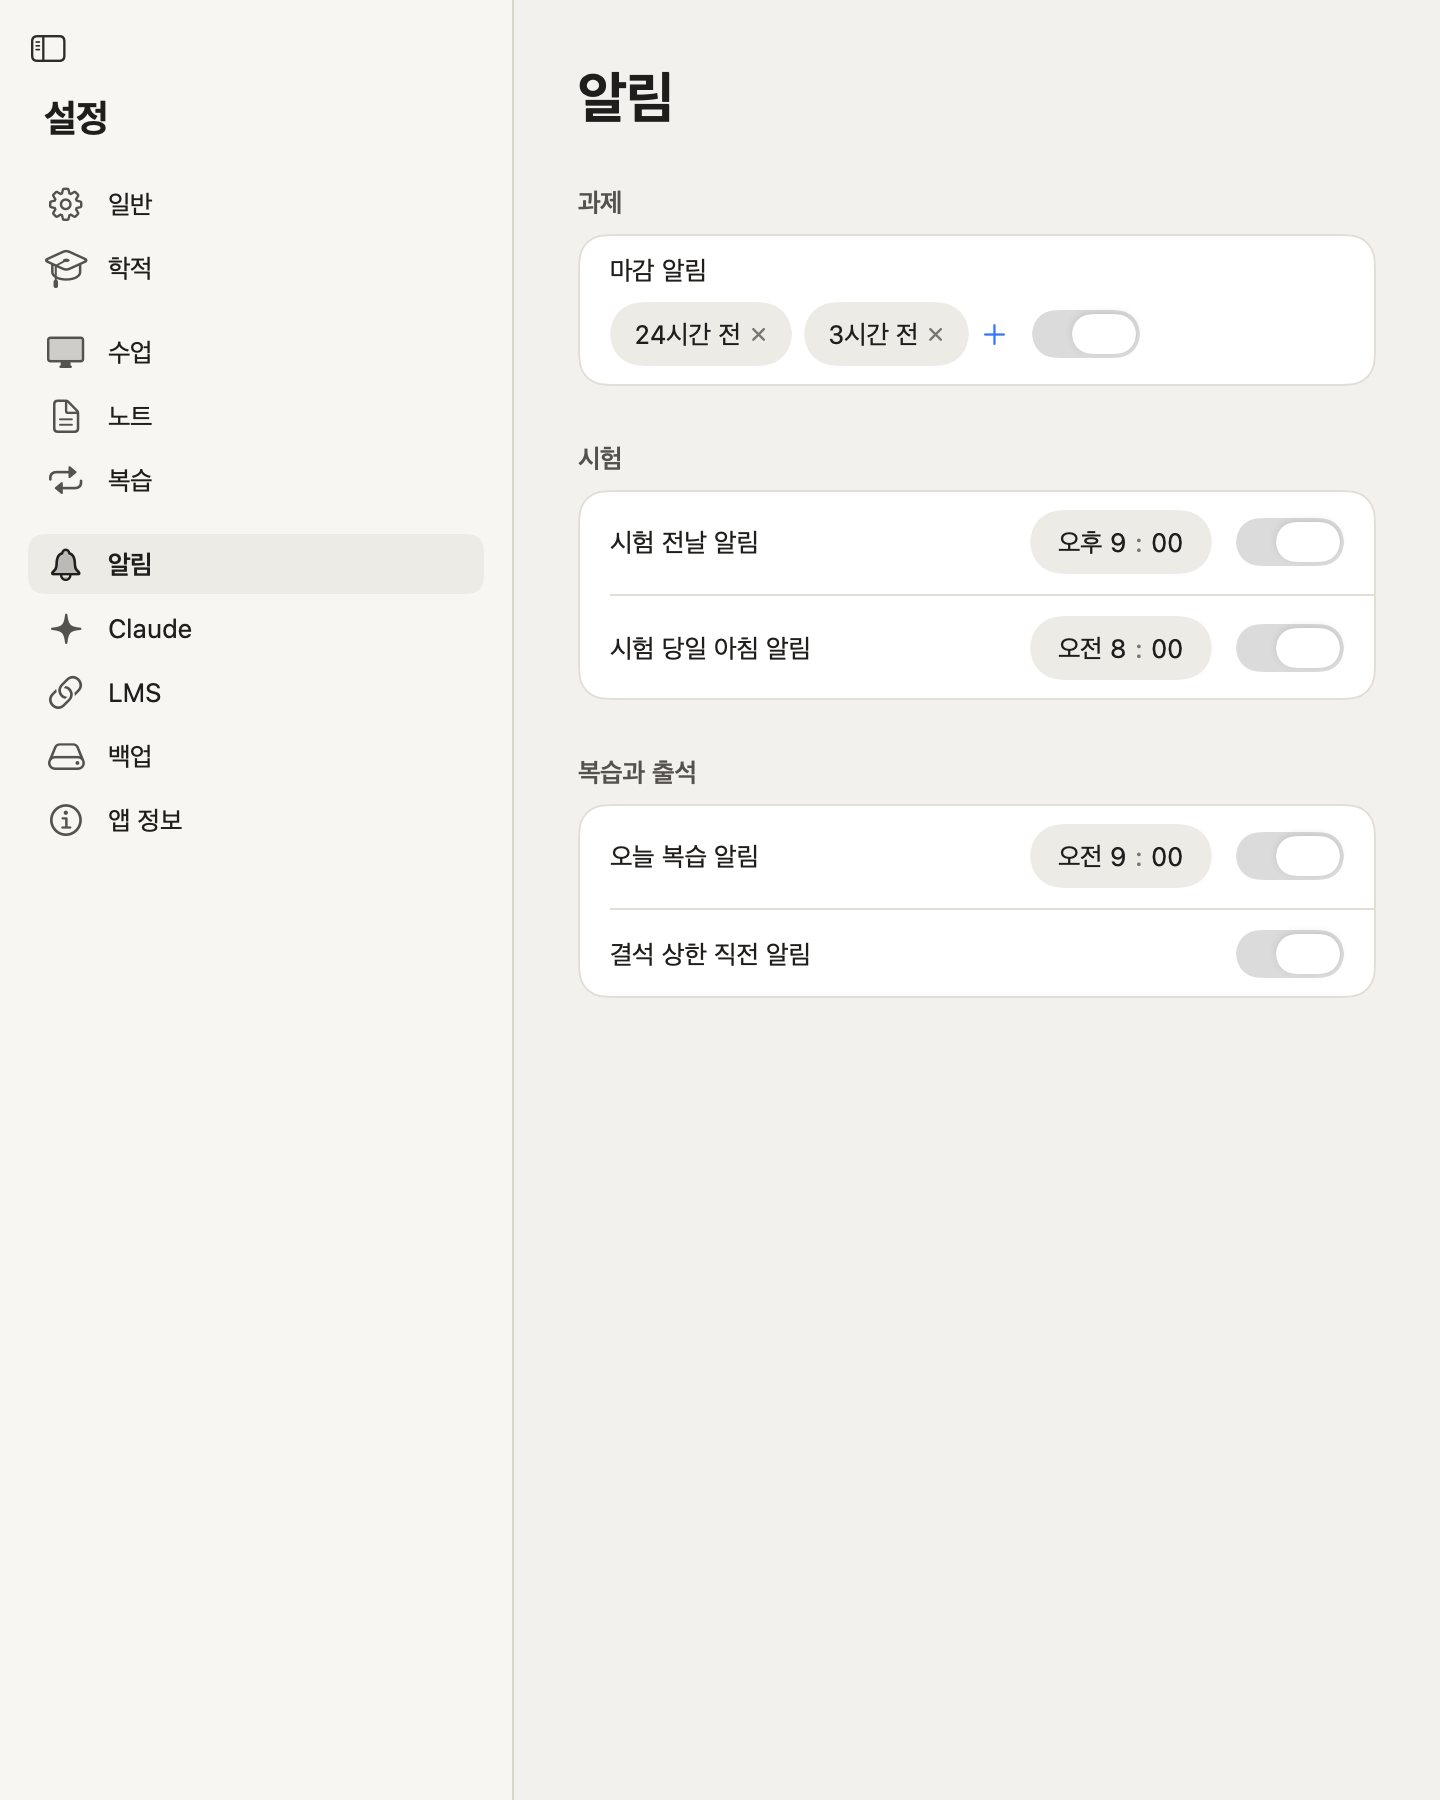 설정
일반
학적
수업
노트
복습
알림
Claude
LMS
백업
앱 정보
알림
과제
마감 알림
24시간 전 × 3시간 전 × +
시험
시험 전날 알림 오후 9 : 00
시험 당일 아침 알림 오전 8 : 00
복습과 출석
오늘 복습 알림 오전 9 : 00
결석 상한 직전 알림